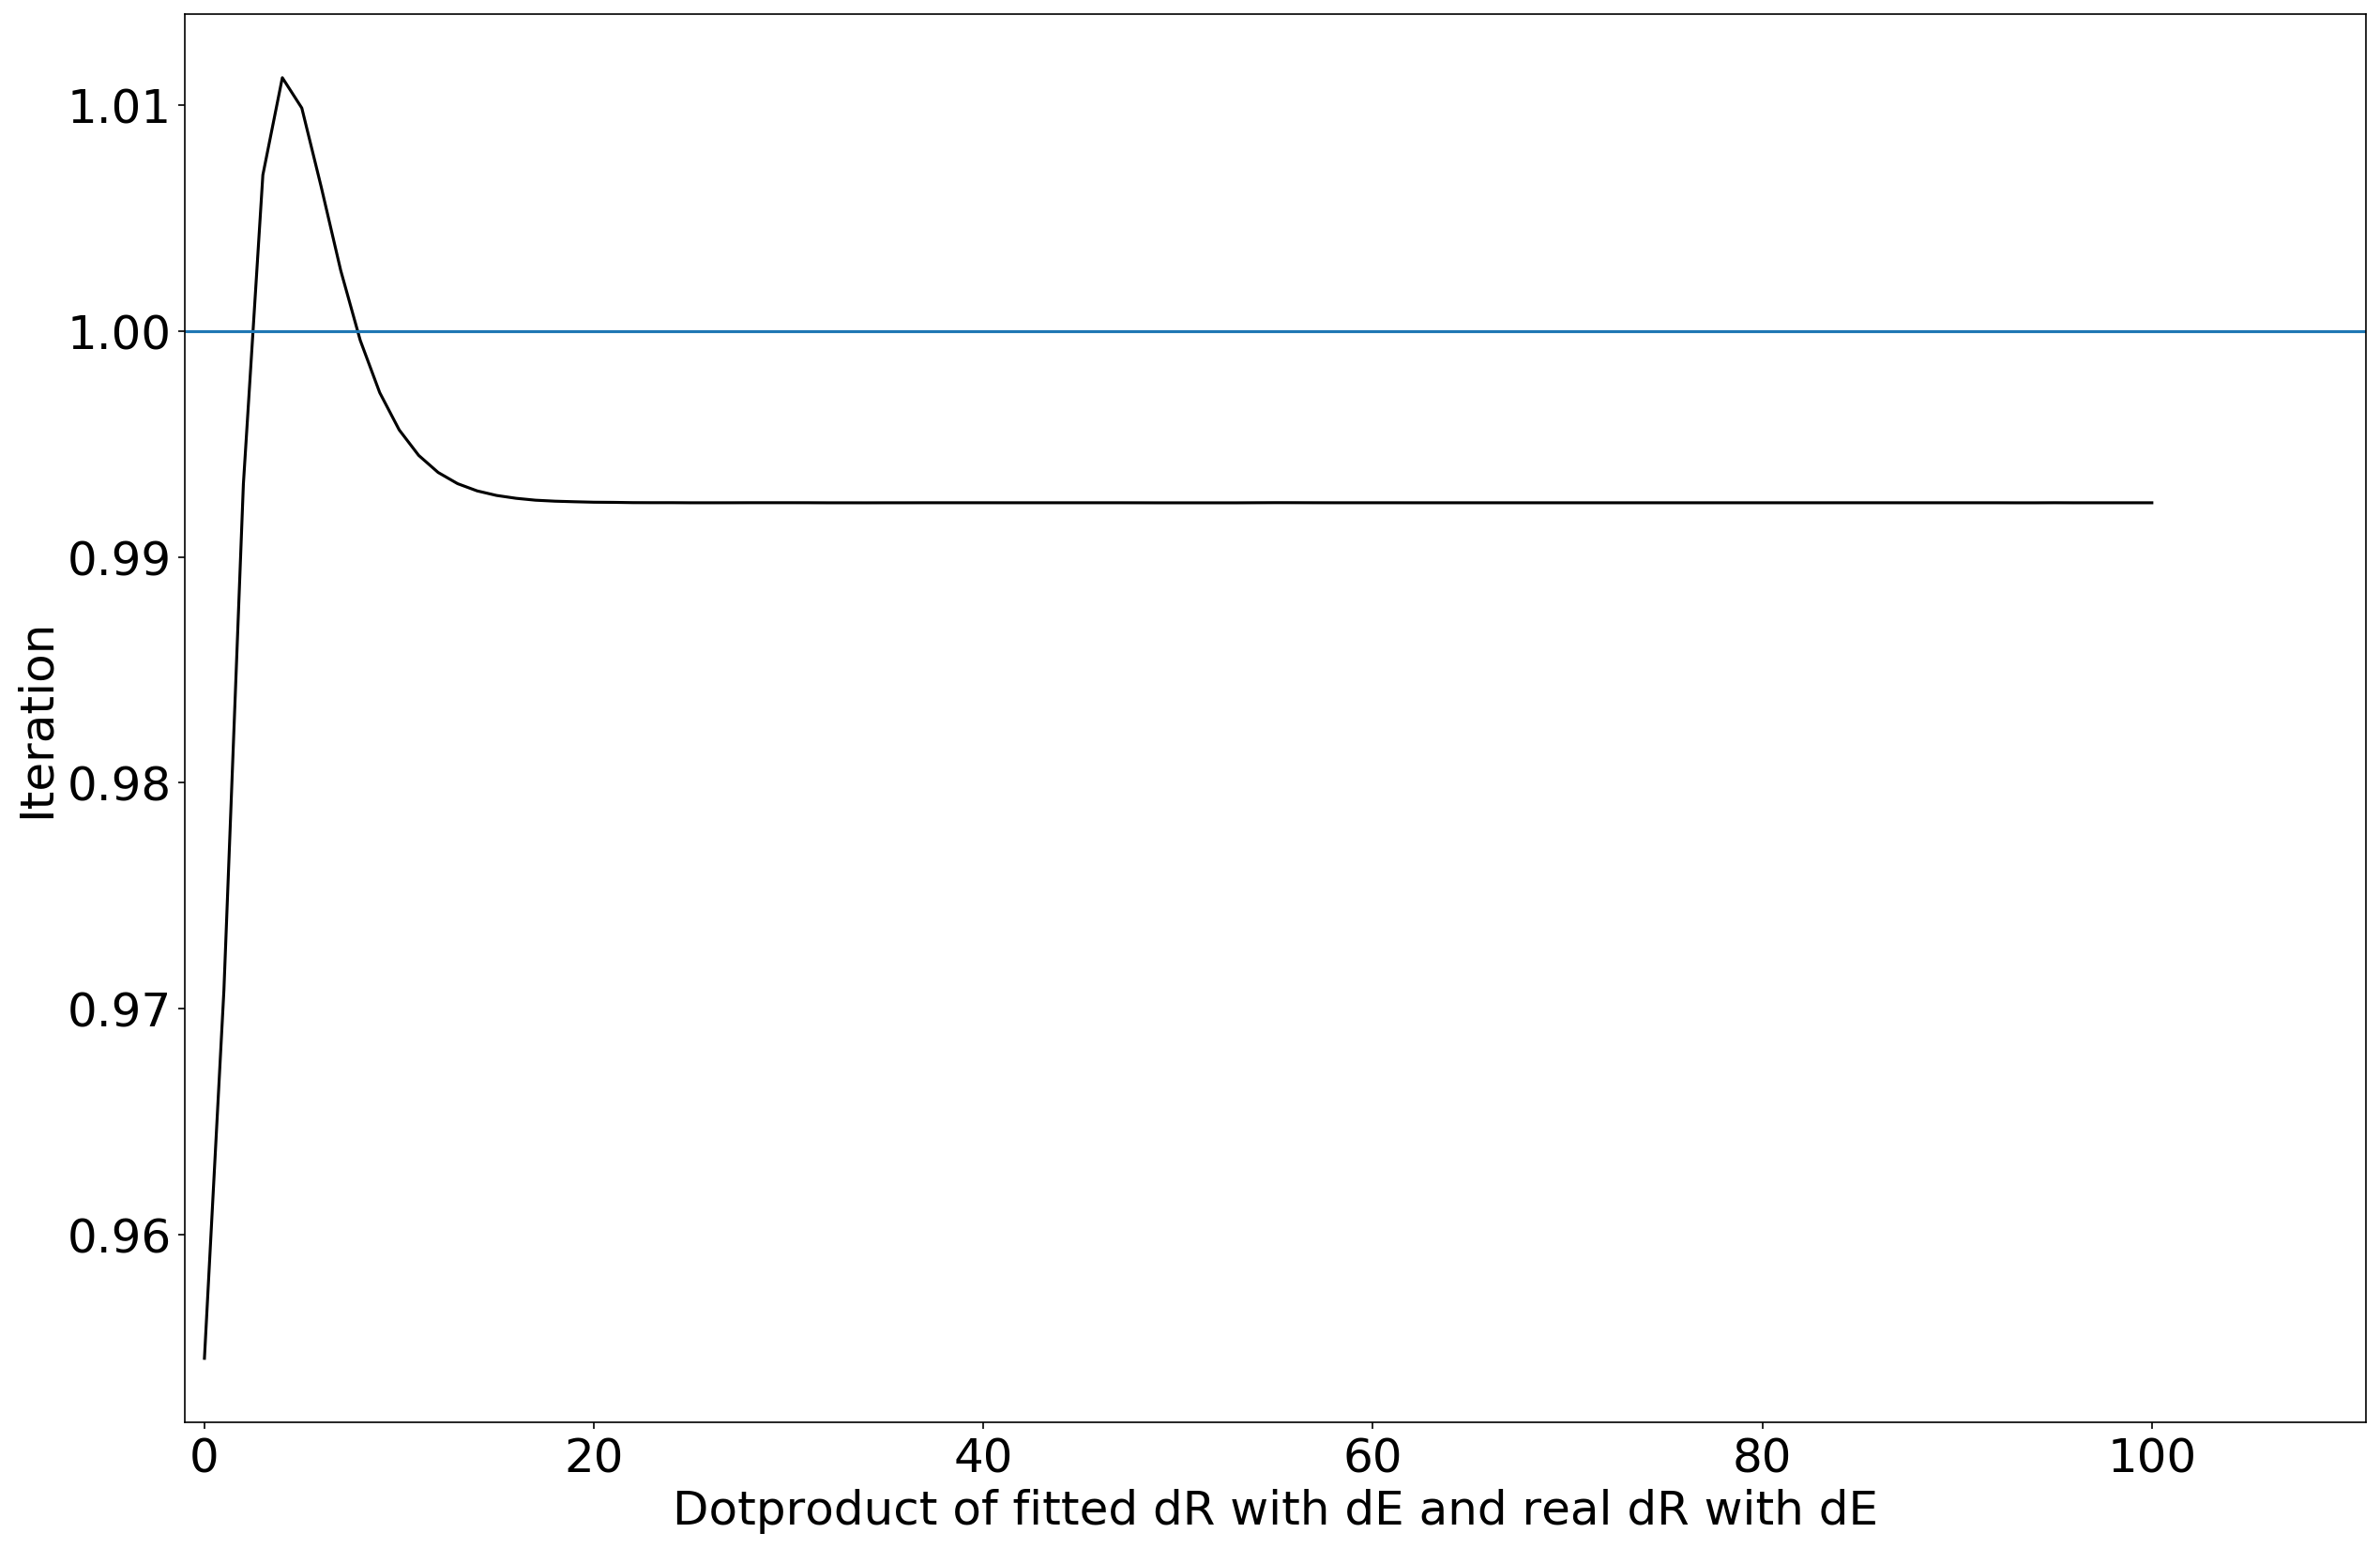 1.01
1.00
0.99
0.98
0.97
0.96
Iteration
0 20 40 60 80 100
Dotproduct of fitted dR with dE and real dR with dE